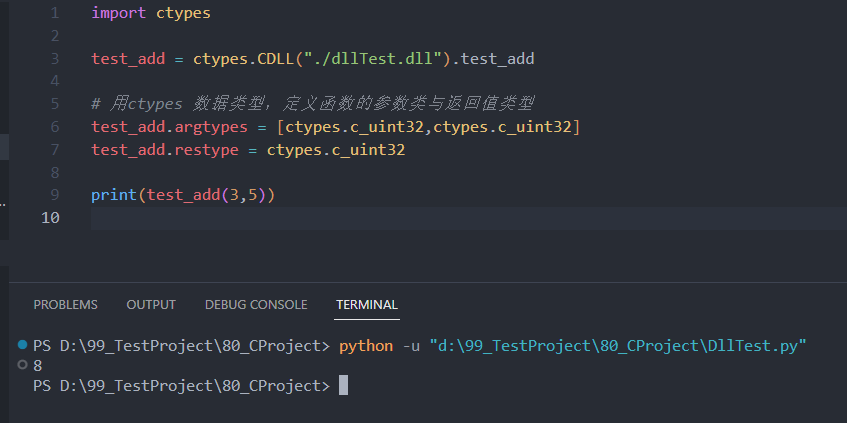 1 import ctypes
2
3 test_add = ctypes.CDLL("./dllTest.dll").test_add
4
5 # 用ctypes 数据类型，定义函数的参数类与返回值类型
6 test_add.argtypes = [ctypes.c_uint32,ctypes.c_uint32]
7 test_add.restype = ctypes.c_uint32
8
9 print(test_add(3,5))
10
PROBLEMS OUTPUT DEBUG CONSOLE TERMINAL
PS D:\99_TestProject\80_CProject> python -u "d:\99_TestProject\80_CProject\DllTest.py"
8
PS D:\99_TestProject\80_CProject>